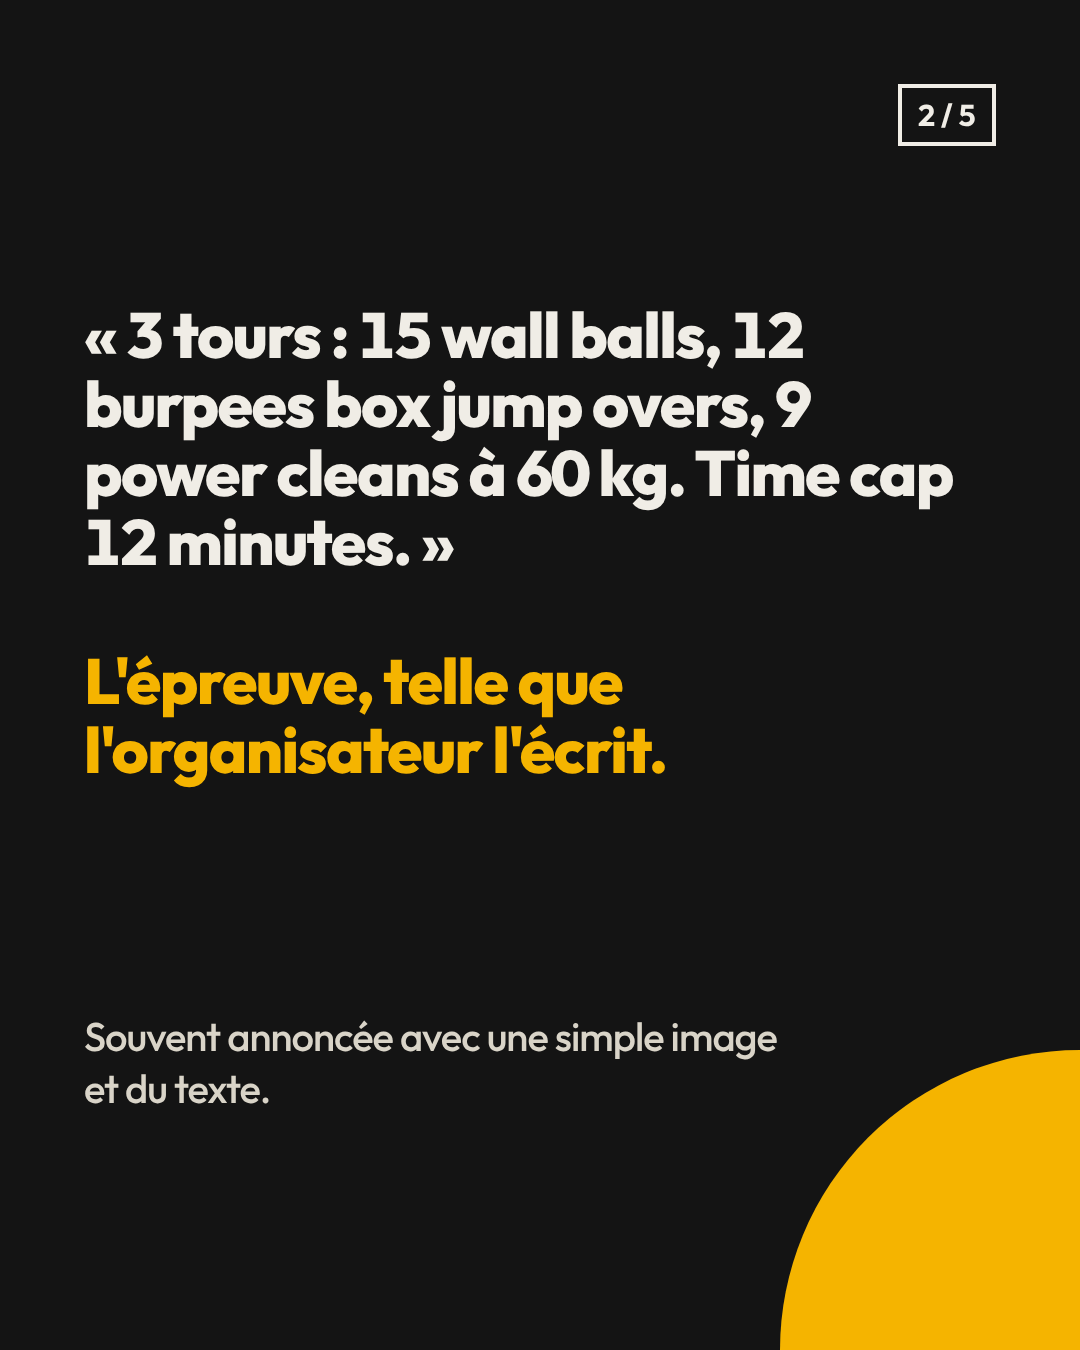 2 / 5
« 3 tours : 15 wall balls, 12
burpees box jump overs, 9
power cleans à 60 kg. Time cap
12 minutes. »
L'épreuve, telle que
l'organisateur l'écrit.
Souvent annoncée avec une simple image
et du texte.